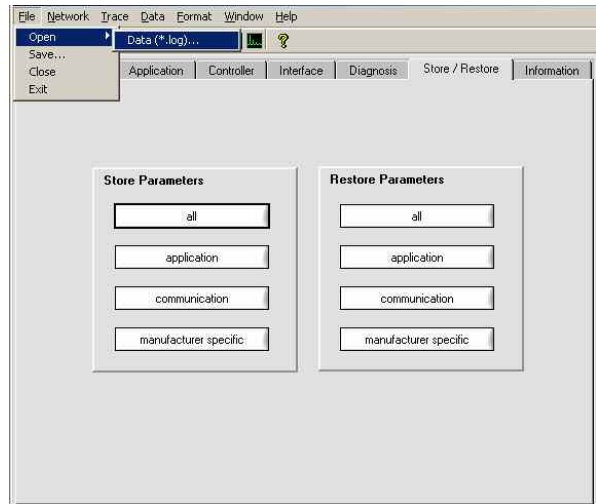 File Network Trace Data Format Window Help
Open Data (*.log)...
Save...
Close
Exit
Application Controller Interface Diagnosis Store / Restore Information
Store Parameters
all
application
communication
manufacturer specific
Restore Parameters
all
application
communication
manufacturer specific